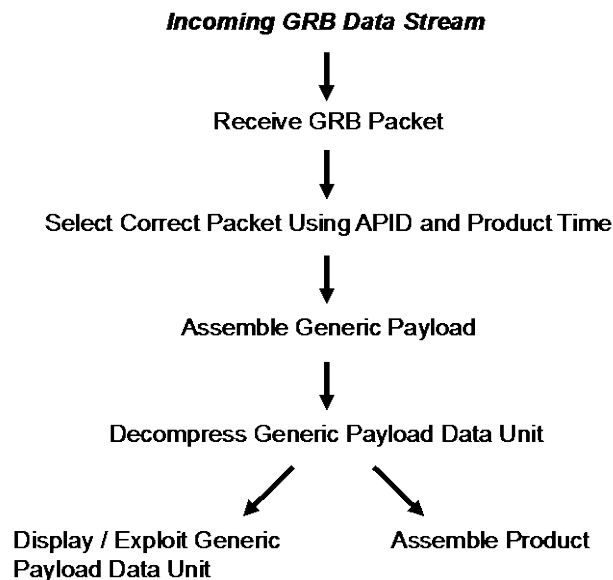 Incoming GRB Data Stream
Receive GRB Packet
Select Correct Packet Using APID and Product Time
Assemble Generic Payload
Decompress Generic Payload Data Unit
Display / Exploit Generic
Payload Data Unit
Assemble Product